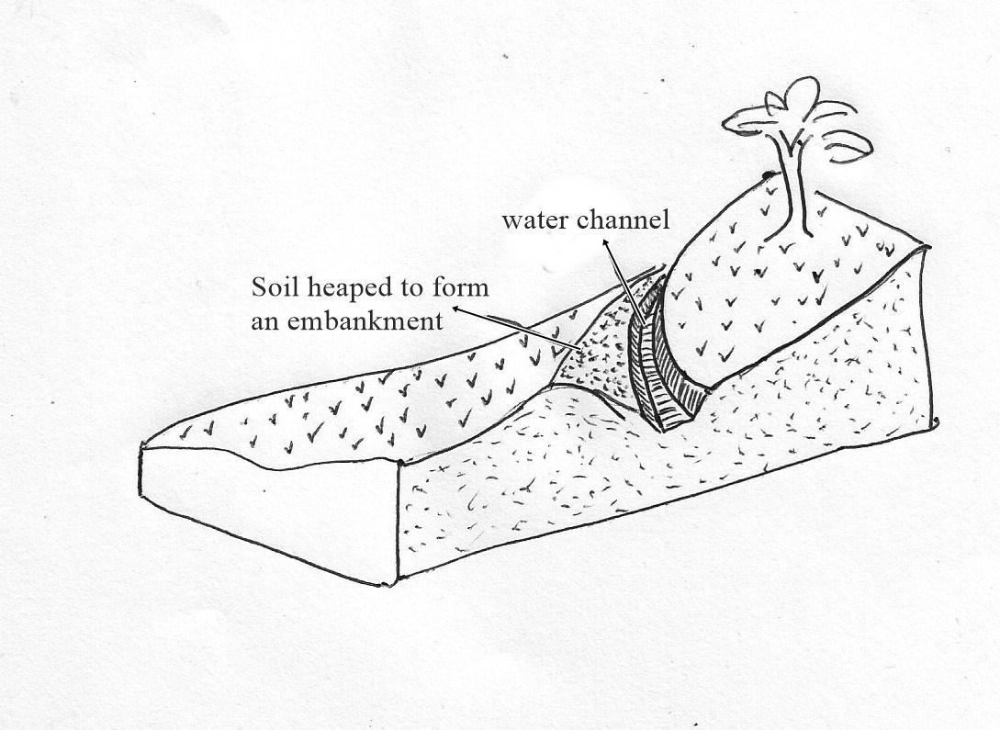 water channel
Soil heaped to form
an embankment